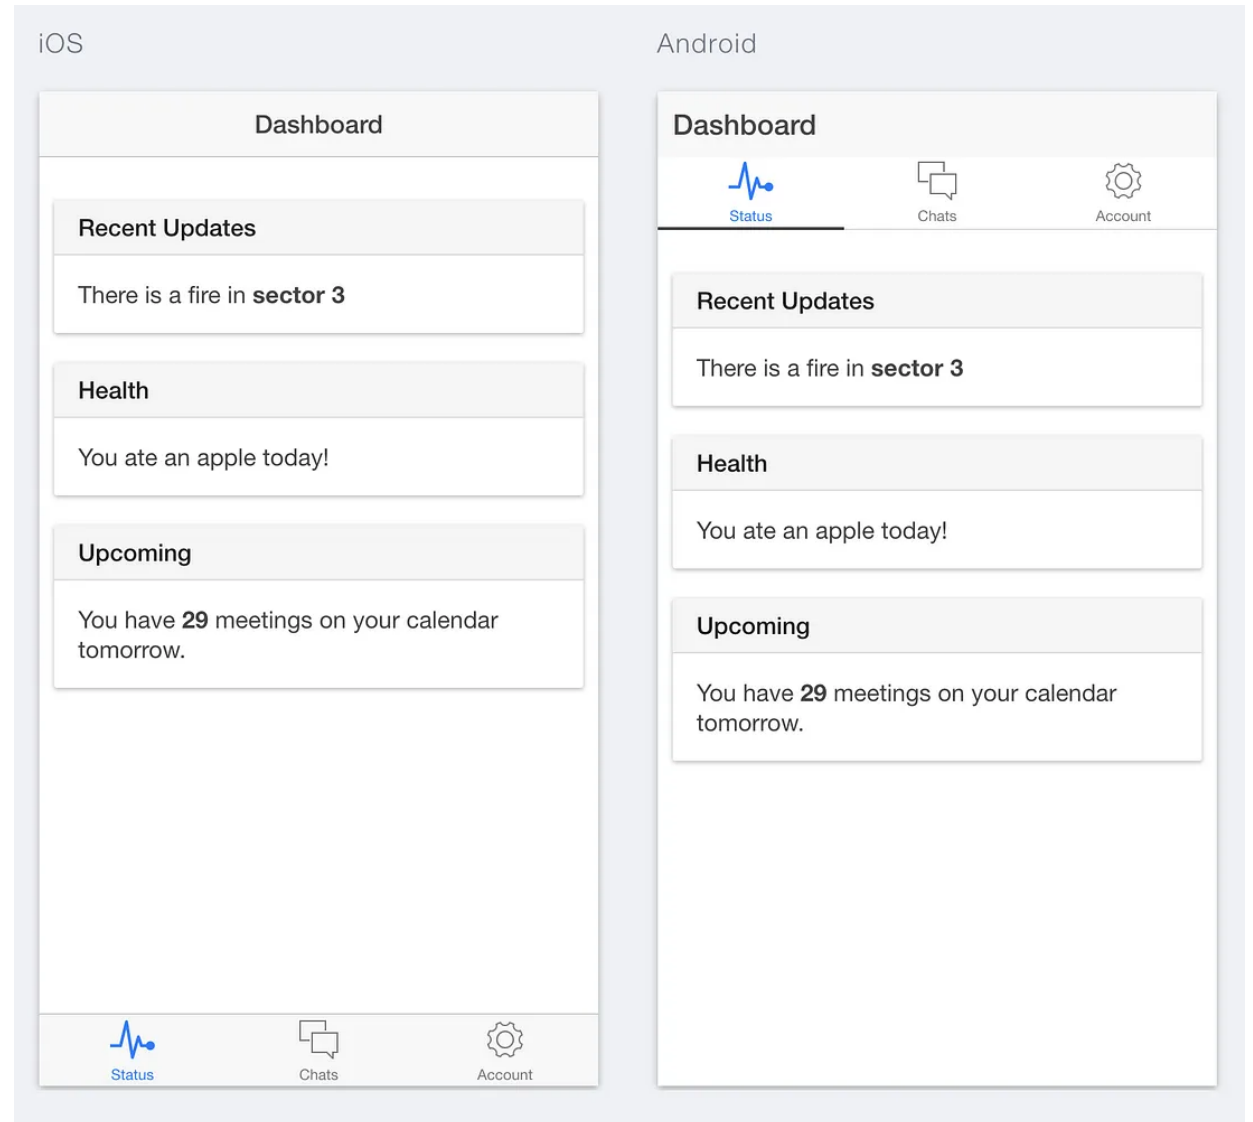 iOS
Dashboard
Recent Updates
There is a fire in sector 3
Health
You ate an apple today!
Upcoming
You have 29 meetings on your calendar
tomorrow.
Status
Chats
Account
Android
Dashboard
Status
Chats
Account
Recent Updates
There is a fire in sector 3
Health
You ate an apple today!
Upcoming
You have 29 meetings on your calendar
tomorrow.